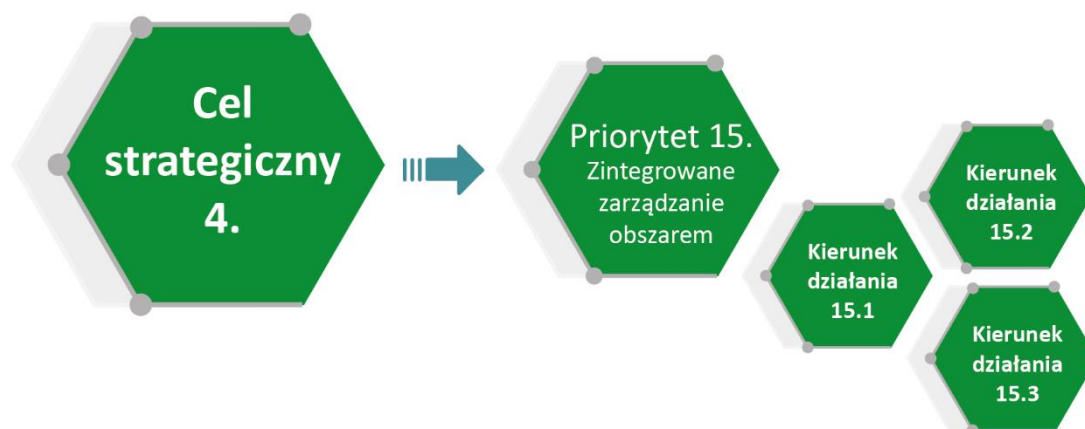 Cel
strategiczny
4.
Priorytet 15.
Zintegrowane
zarządzanie
obszarem
Kierunek
działania
15.1
Kierunek
działania
15.2
Kierunek
działania
15.3